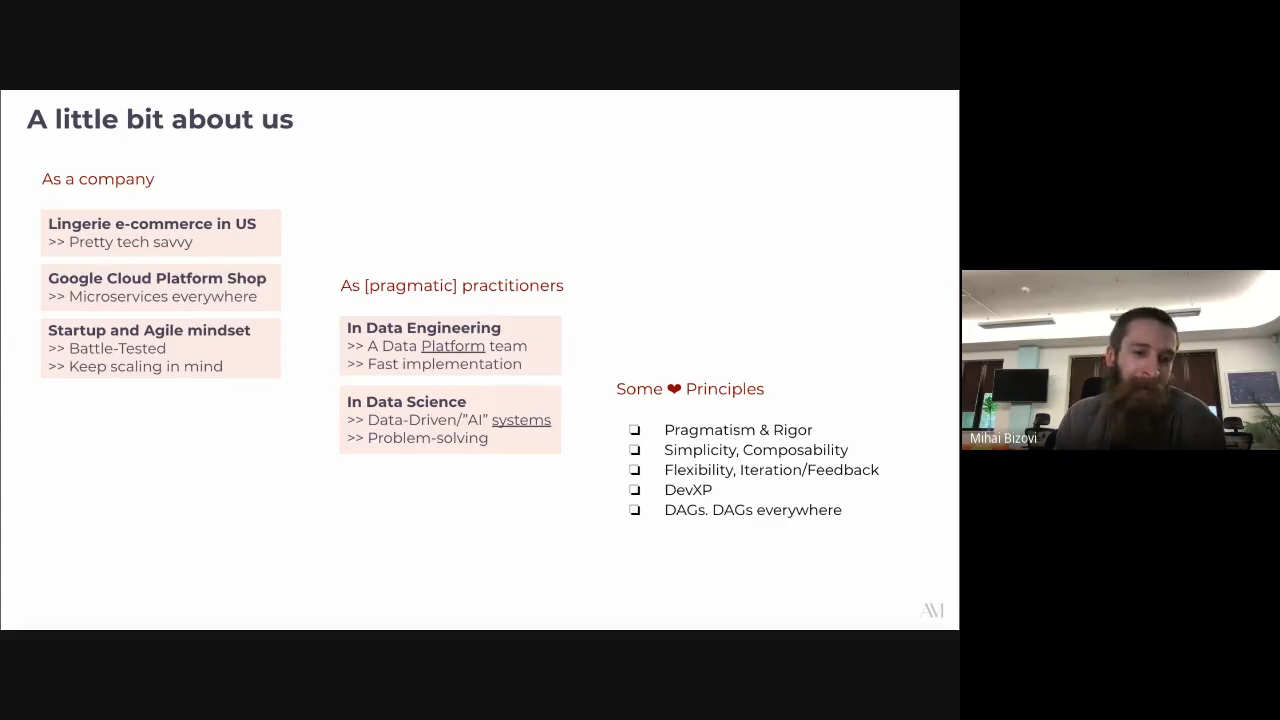 A little bit about us
As a company
Lingerie e-commerce in US
>> Pretty tech savvy
Google Cloud Platform Shop
>> Microservices everywhere
Startup and Agile mindset
>> Battle-Tested
>> Keep scaling in mind
As [pragmatic] practitioners
In Data Engineering
>> A Data Platform team
>> Fast implementation
In Data Science
>> Data-Driven/”AI” systems
>> Problem-solving
Some ❤ Principles
❏ Pragmatism & Rigor
❏ Simplicity, Composability
❏ Flexibility, Iteration/Feedback
❏ DevXP
❏ DAGs. DAGs everywhere
AM
Mihai Bizovi